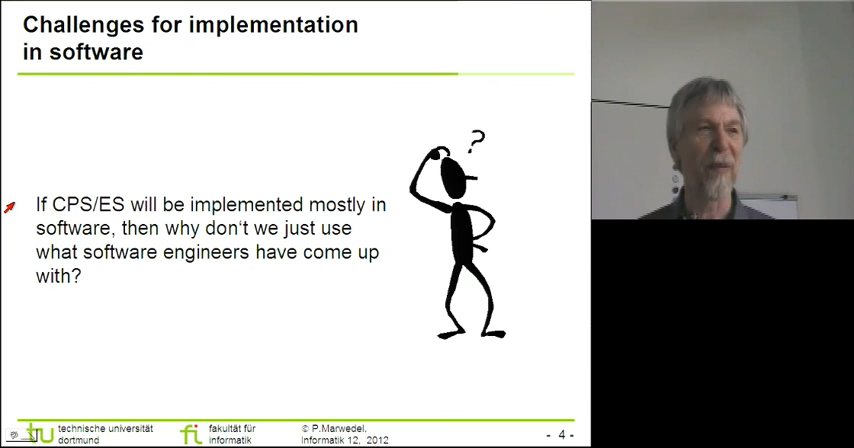 Challenges for implementation
in software
?
If CPS/ES will be implemented mostly in
software, then why don‘t we just use
what software engineers have come up
with?
technische universität
dortmund
fakultät für
informatik
© P.Marwedel,
Informatik 12, 2012
- 4 -